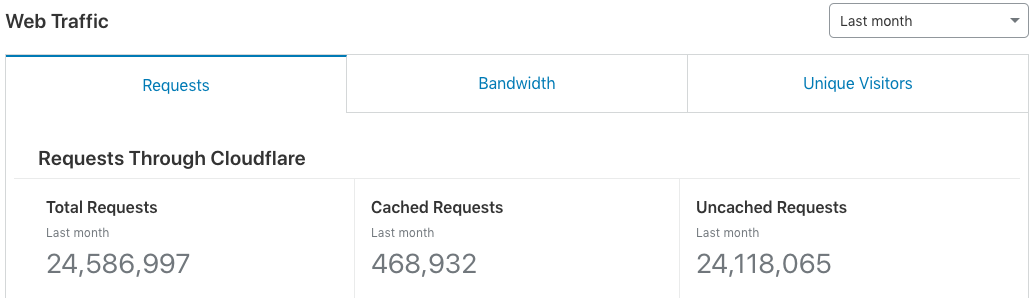 Web Traffic
Last month
Requests
Bandwidth
Unique Visitors
Requests Through Cloudflare
Total Requests
Last month
24,586,997
Cached Requests
Last month
468,932
Uncached Requests
Last month
24,118,065